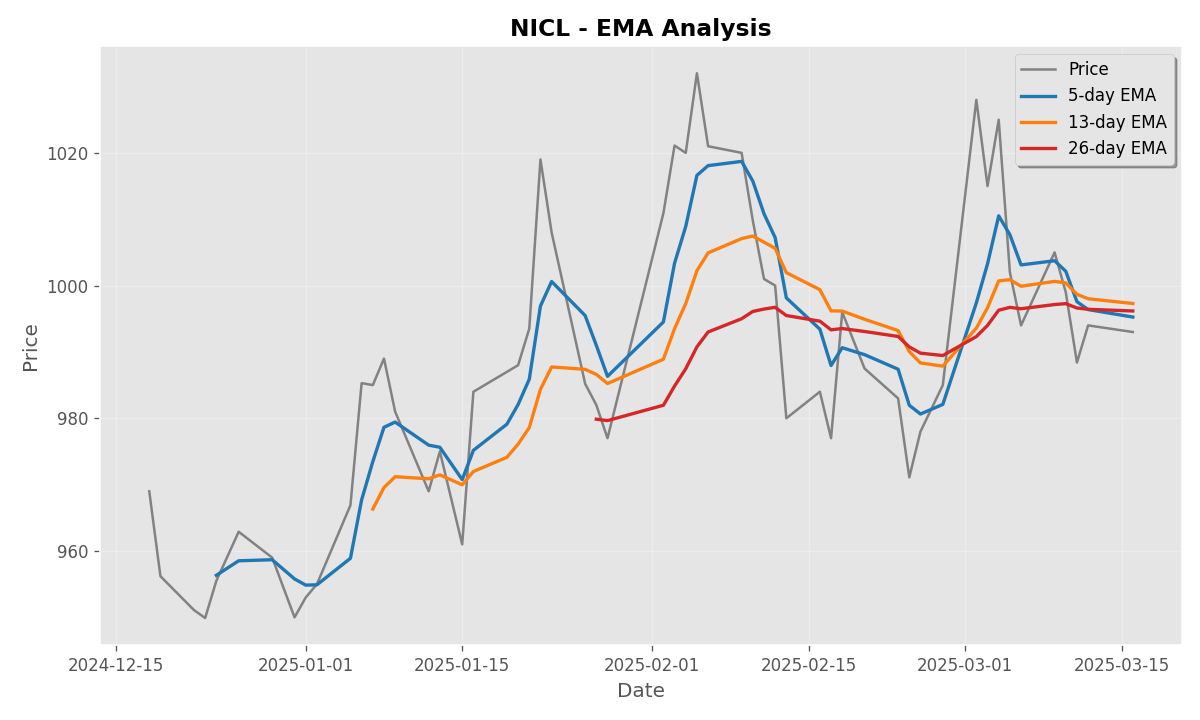 NICL - EMA Analysis
Price
5-day EMA
13-day EMA
26-day EMA
Price
1020
1000
980
960
2024-12-15
2025-01-01
2025-01-15
2025-02-01
2025-02-15
2025-03-01
2025-03-15
Date